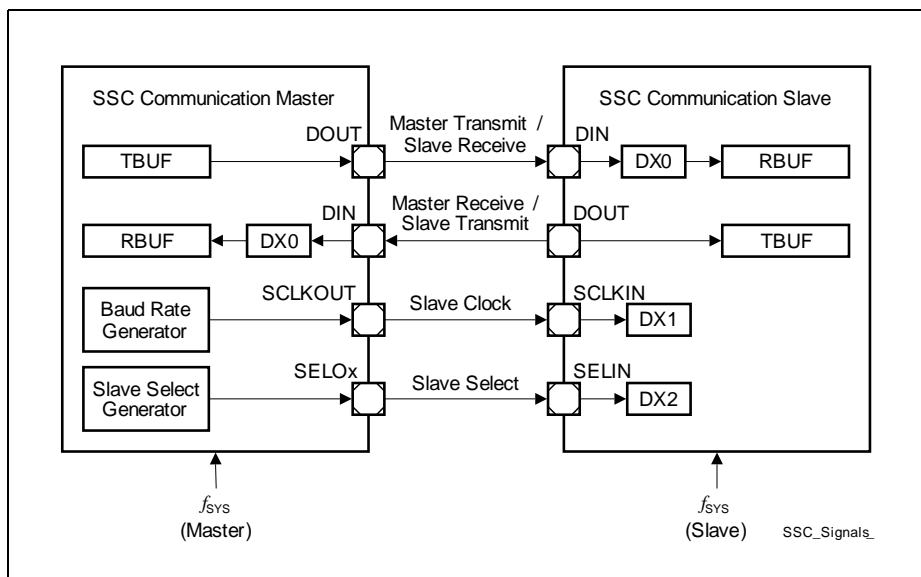 SSC Communication Master
SSC Communication Slave
DOUT
Master Transmit /
Slave Receive
DIN
TBUF
DX0
RBUF
DIN
Master Receive /
Slave Transmit
DOUT
RBUF
DX0
TBUF
SCLKOUT
Slave Clock
SCLKIN
Baud Rate
Generator
DX1
SELOx
Slave Select
SELIN
Slave Select
Generator
DX2
fSYS
(Master)
fSYS
(Slave)
SSC_Signals_